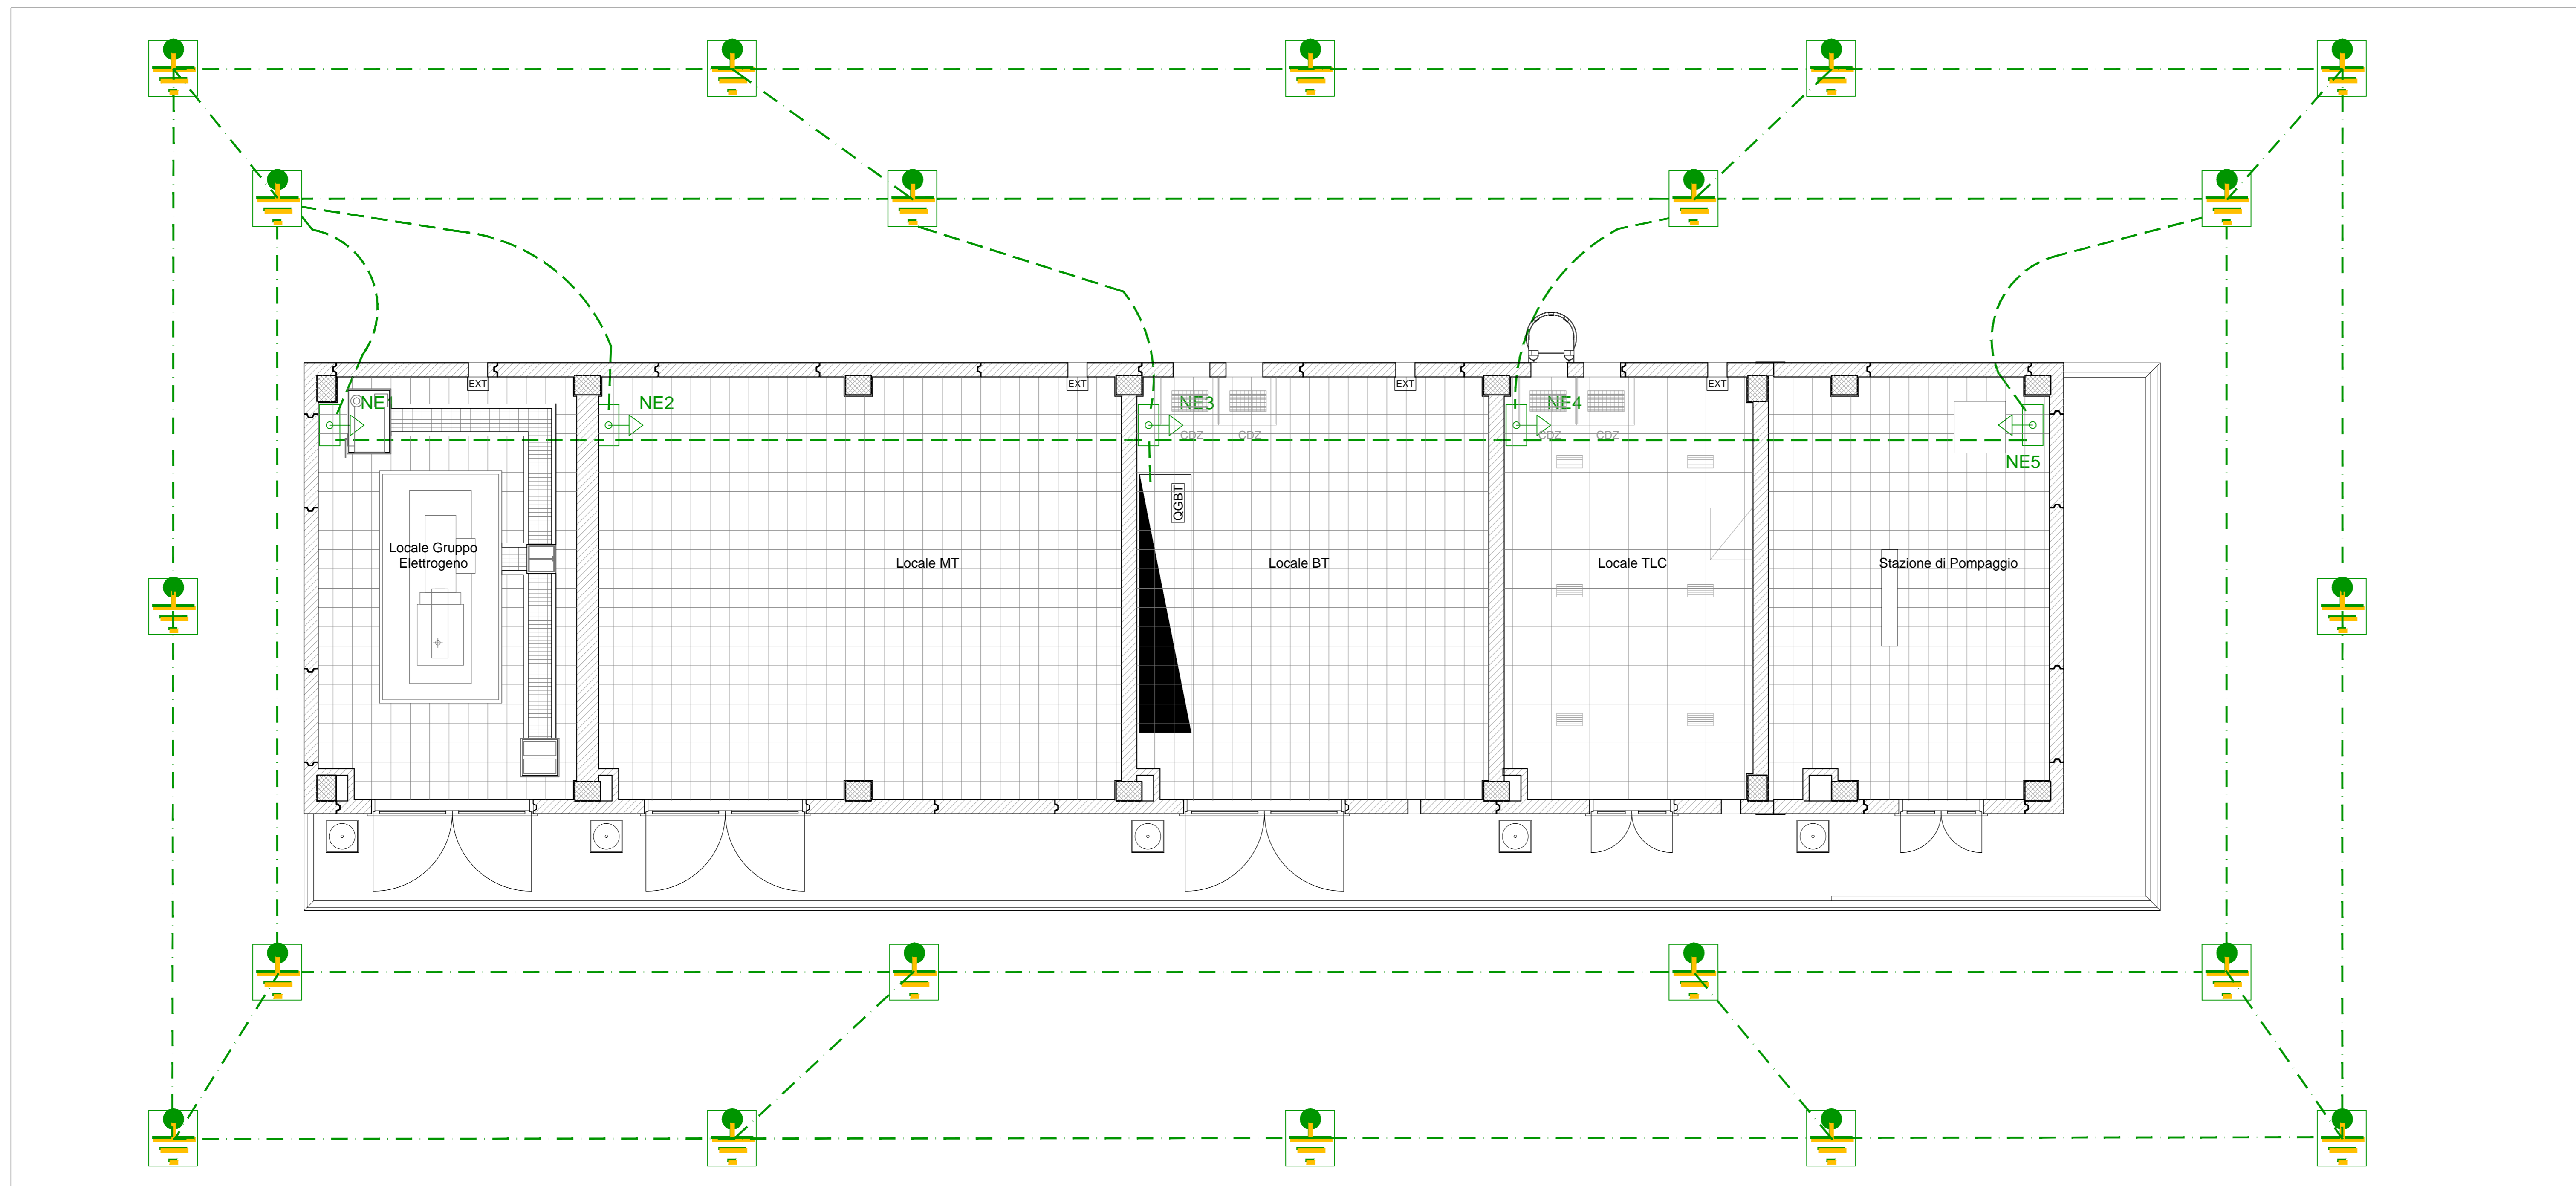 EXT
EXT
EXT
EXT
NE1
NE2
NE3
NE4
CDZ
CDZ
CDZ
CDZ
NE5
QGBT
Locale Gruppo
Elettrogeno
Locale MT
Locale BT
Locale TLC
Stazione di Pompaggio